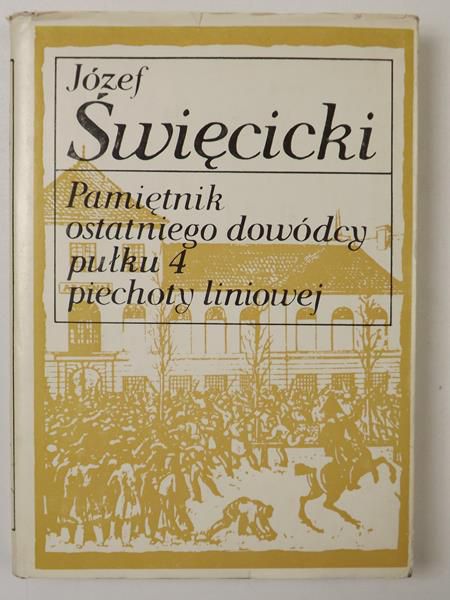 Józef
Święcicki
Pamiętnik
ostatniego dowódcy
pułku 4
piechoty liniowej